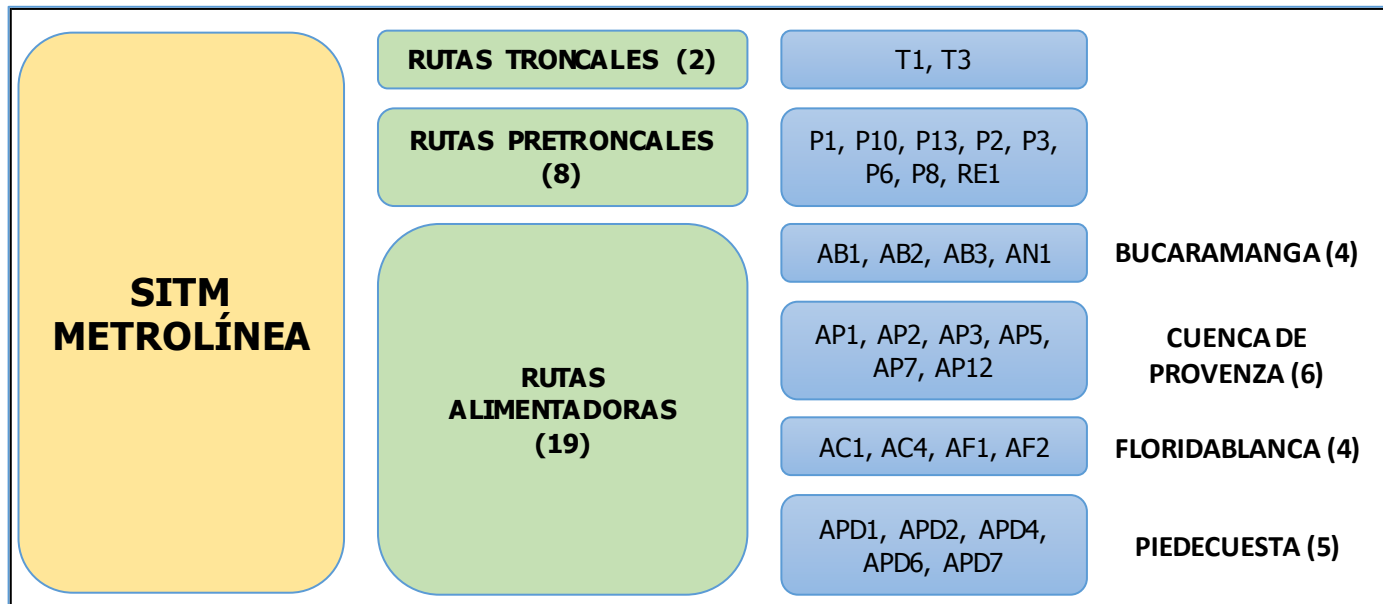 SITM
METROLÍNEA
RUTAS TRONCALES (2)
T1, T3
RUTAS PRETRONCALES
(8)
P1, P10, P13, P2, P3,
P6, P8, RE1
RUTAS
ALIMENTADORAS
(19)
AB1, AB2, AB3, AN1
BUCARAMANGA (4)
AP1, AP2, AP3, AP5,
AP7, AP12
CUENCA DE
PROVENZA (6)
AC1, AC4, AF1, AF2
FLORIDABLANCA (4)
APD1, APD2, APD4,
APD6, APD7
PIEDECUESTA (5)